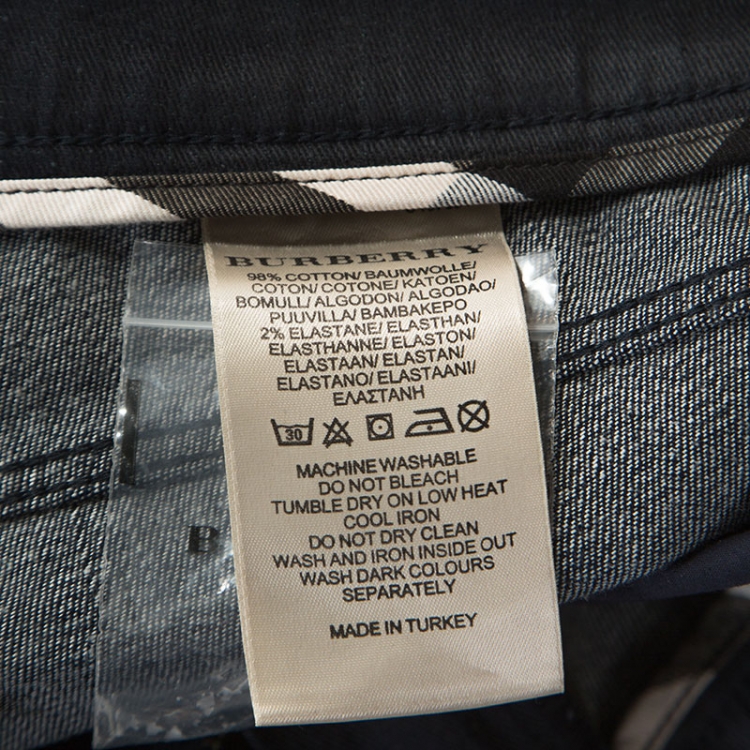 BURBERRY
98% COTTON/ BAUMWOLLE/
COTON/ COTONE/ KATOEN/
BOMULL/ ALGODON/ ALGODAO/
PUUVILLA/ BAMBAKEPO
2% ELASTANE/ ELASTHAN/
ELASTHANNE/ ELASTON/
ELASTAAN/ ELASTAN/
ELASTANO/ ELASTAANI/
ΕΛΑΣΤΑΝΗ
30
MACHINE WASHABLE
DO NOT BLEACH
TUMBLE DRY ON LOW HEAT
COOL IRON
DO NOT DRY CLEAN
WASH AND IRON INSIDE OUT
WASH DARK COLOURS
SEPARATELY
MADE IN TURKEY
B